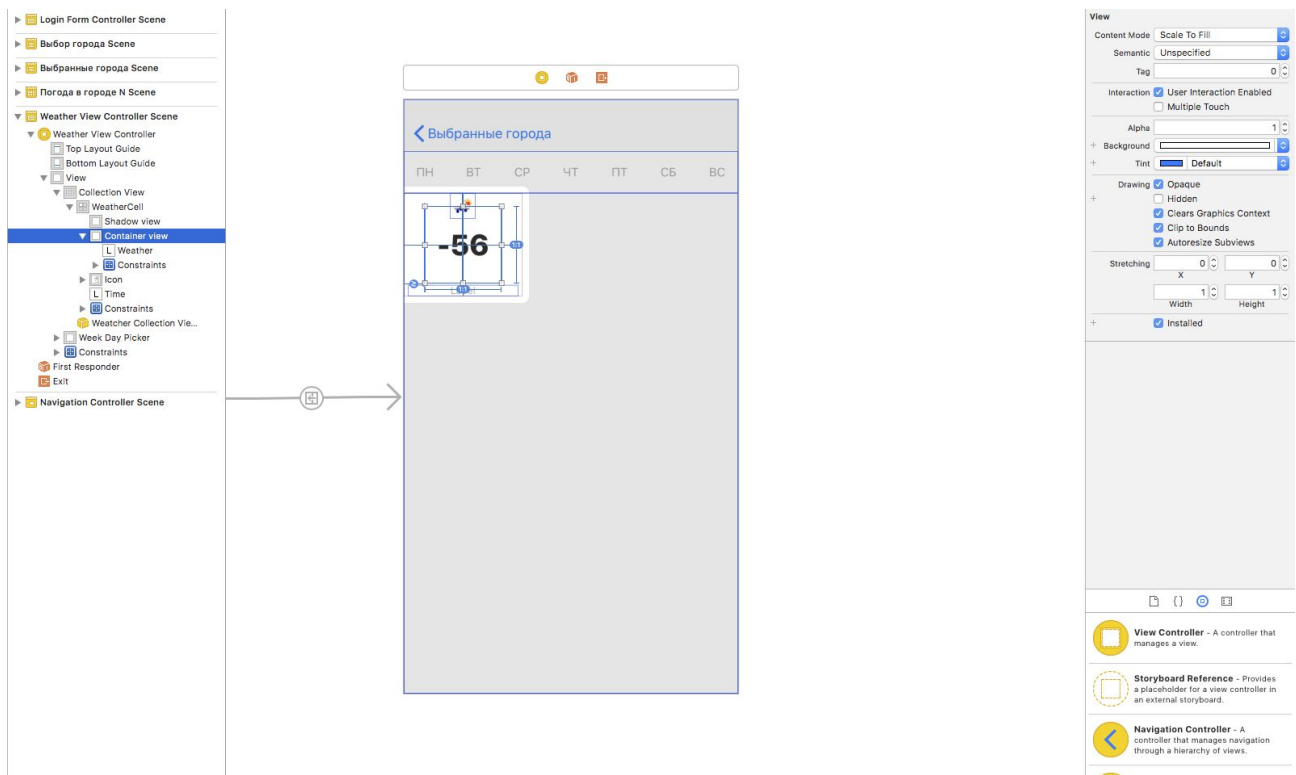 Login Form Controller Scene
Выбор города Scene
Выбранные города Scene
Погода в городе N Scene
Weather View Controller Scene
Weather View Controller
Top Layout Guide
Bottom Layout Guide
View
Collection View
WeatherCell
Shadow view
Container view
L Weather
Constraints
Icon
L Time
Constraints
Weatcher Collection Vie...
Week Day Picker
Constraints
First Responder
Exit
Navigation Controller Scene
Выбранные города
ПН ВТ СР ЧТ ПТ СБ ВС
-56
1:1
2
1:1
View
Content Mode Scale To Fill
Semantic Unspecified
Tag 0
Interaction User Interaction Enabled
Multiple Touch
Alpha 1
+ Background
+ Tint Default
Drawing Opaque
+ Hidden
Clears Graphics Context
Clip to Bounds
Autoresize Subviews
Stretching 0 0
X Y
1 1
Width Height
+ Installed
{}
View Controller - A controller that
manages a view.
Storyboard Reference - Provides
a placeholder for a view controller in
an external storyboard.
Navigation Controller - A
controller that manages navigation
through a hierarchy of views.